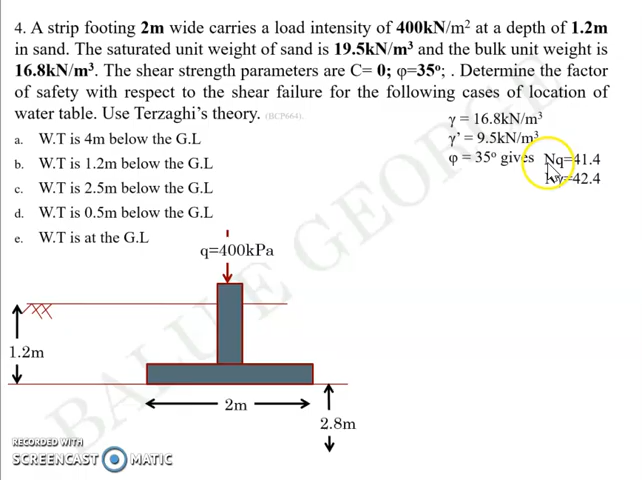 4. A strip footing 2m wide carries a load intensity of 400kN/m² at a depth of 1.2m
in sand. The saturated unit weight of sand is 19.5kN/m³ and the bulk unit weight is
16.8kN/m³. The shear strength parameters are C= 0; φ=35º; . Determine the factor
of safety with respect to the shear failure for the following cases of location of
water table. Use Terzaghi's theory. (BCP664).
γ = 16.8kN/m³
γ' = 9.5kN/m³
φ = 35º gives
Nq=41.4
Nγ=42.4
a. W.T is 4m below the G.L
b. W.T is 1.2m below the G.L
c. W.T is 2.5m below the G.L
d. W.T is 0.5m below the G.L
e. W.T is at the G.L
q=400kPa
1.2m
2m
2.8m
BALU E GEORGE
RECORDED WITH
SCREENCAST MATIC